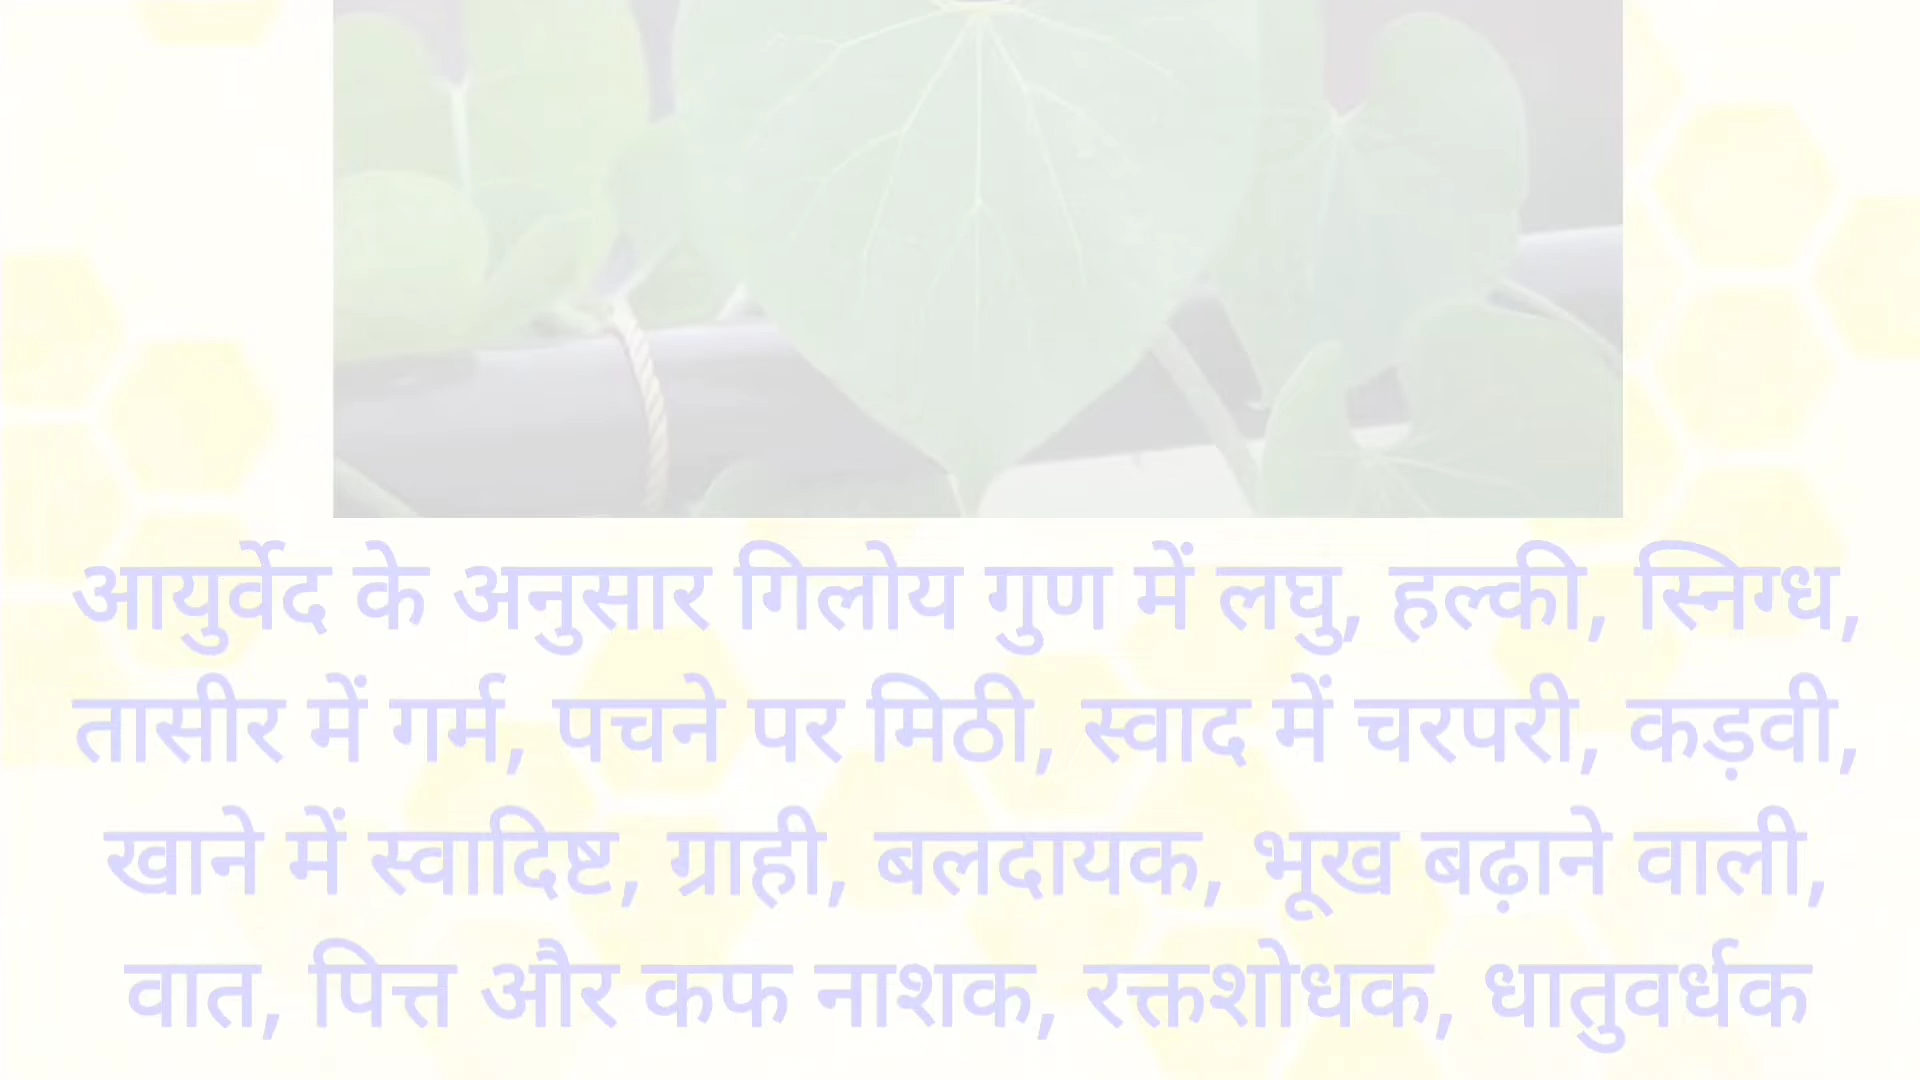 आयुर्वेद के अनुसार गिलोय गुण में लघु, हल्की, स्निग्ध,
तासीर में गर्म, पचने पर मिठी, स्वाद में चरपरी, कड़वी,
खाने में स्वादिष्ट, ग्राही, बलदायक, भूख बढ़ाने वाली,
वात, पित्त और कफ नाशक, रक्तशोधक, धातुवर्धक